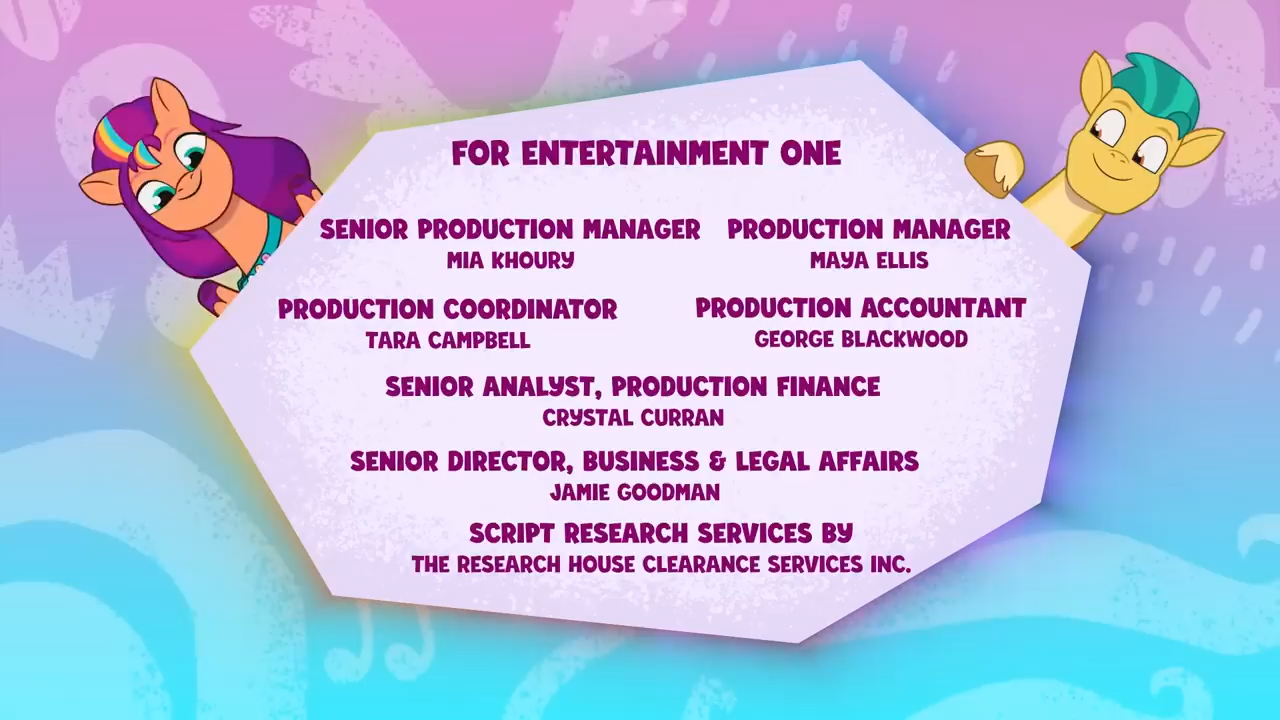 FOR ENTERTAINMENT ONE
SENIOR PRODUCTION MANAGER PRODUCTION MANAGER
MIA KHOURY MAYA ELLIS
PRODUCTION COORDINATOR PRODUCTION ACCOUNTANT
TARA CAMPBELL GEORGE BLACKWOOD
SENIOR ANALYST, PRODUCTION FINANCE
CRYSTAL CURRAN
SENIOR DIRECTOR, BUSINESS & LEGAL AFFAIRS
JAMIE GOODMAN
SCRIPT RESEARCH SERVICES BY
THE RESEARCH HOUSE CLEARANCE SERVICES INC.